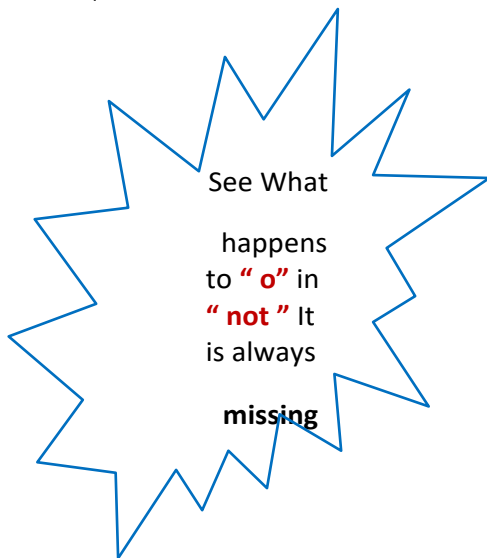 See What
happens
to “ o” in
“ not ” It
is always
missing